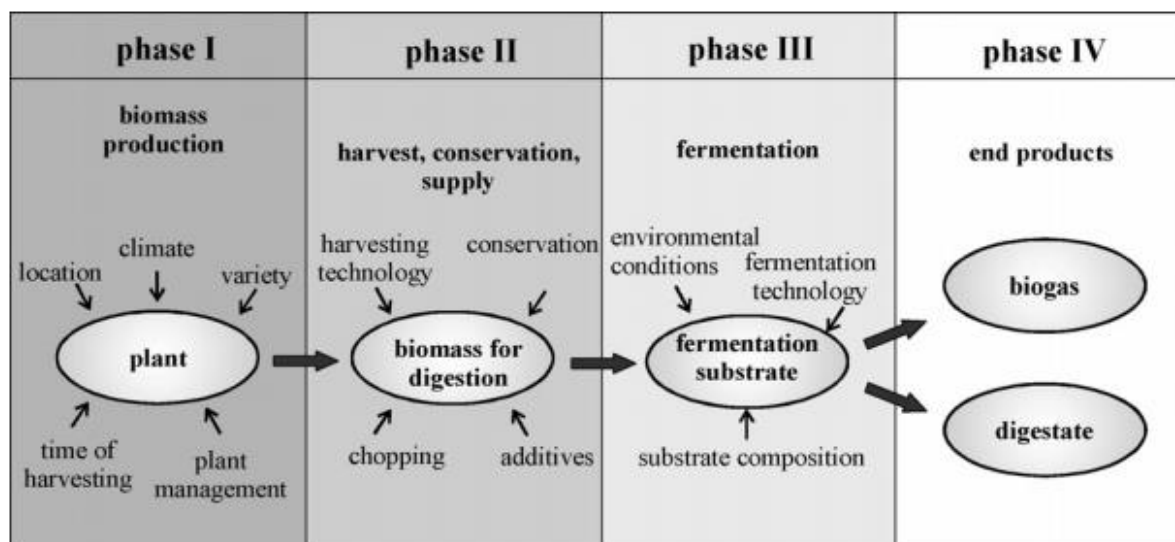 phase I
phase II
phase III
phase IV
biomass
production
climate
location
variety
plant
time of
harvesting
plant
management
harvest, conservation,
supply
harvesting
technology
conservation
biomass for
digestion
chopping
additives
fermentation
environmental
conditions
fermentation
technology
fermentation
substrate
substrate composition
end products
biogas
digestate